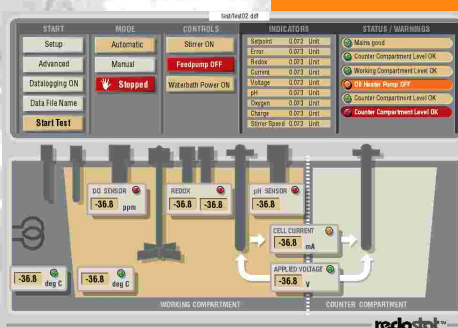 test/test02.ddf
START MODE CONTROLS INDICATORS STATUS / WARNINGS
Setup
Advanced
Datalogging ON
Data File Name
Start Test
Automatic
Manual
Stopped
Stirrer ON
Feedpump OFF
Waterbath Power ON
Setpoint 0.073 Unit
Error 0.073 Unit
Redox 0.073 Unit
Current 0.073 Unit
Voltage 0.073 Unit
pH 0.073 Unit
Oxygen 0.073 Unit
Charge 0.073 Unit
Stirrer Speed 0.073 Unit
Mains good
Counter Compartment Level OK
Working Compartment Level OK
Oil Heater Pump OFF
Counter Compartment Level OK
Counter Compartment Level OK
DO SENSOR
-36.8 ppm
REDOX
-36.8 -36.8
pH SENSOR
-36.8
CELL CURRENT
-36.8 mA
APPLIED VOLTAGE
-36.8 V
-36.8 deg C
-36.8 deg C
WORKING COMPARTMENT COUNTER COMPARTMENT
redostat™